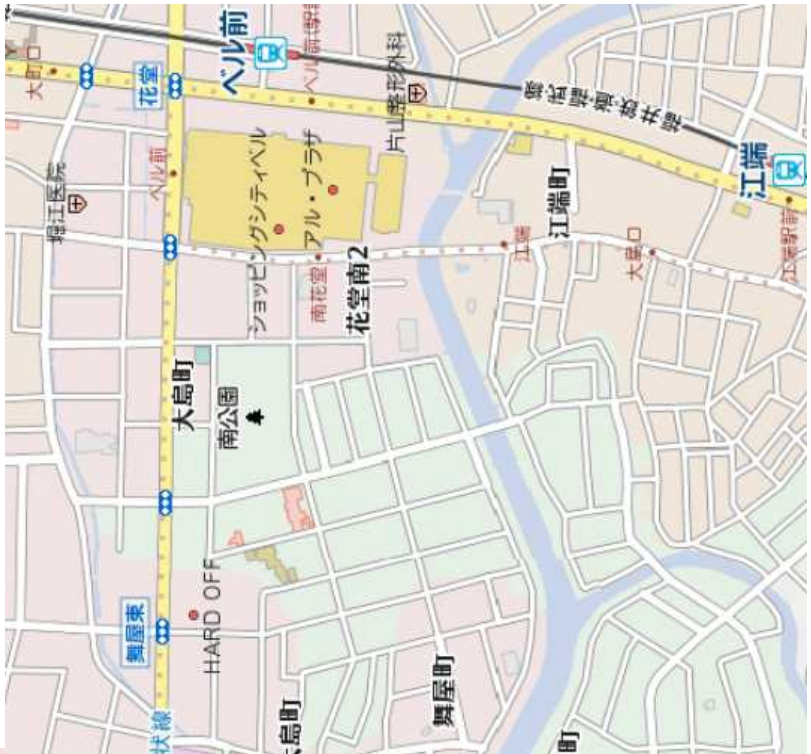 大町口
花堂
ベル前
ベル前(駅前
片山整形外科
福井鉄道福武線
江端
堀江医院
ベル前
ショッピングシティベル
アル・プラザ
南花堂
花堂南2
江端町
江端
大島口
江端駅前
大島町
南公園
HARD OFF
舞屋東
状線
大島町
舞屋町
町